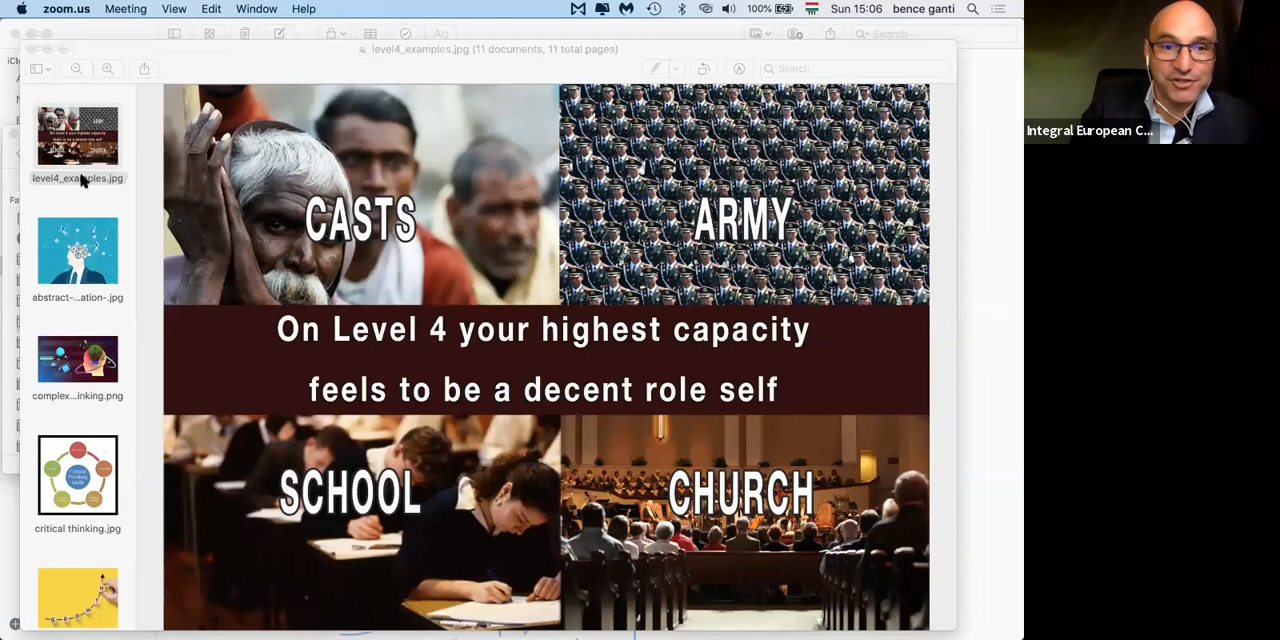 zoom.us Meeting View Edit Window Help 100% Sun 15:06 bence ganti
Search
level4_examples.jpg (11 documents, 11 total pages)
Search
level4_examples.jpg
abstract-...ation-.jpg
complex...inking.png
critical thinking.jpg
CASTS
ARMY
On Level 4 your highest capacity
feels to be a decent role self
SCHOOL
CHURCH
Integral European C...